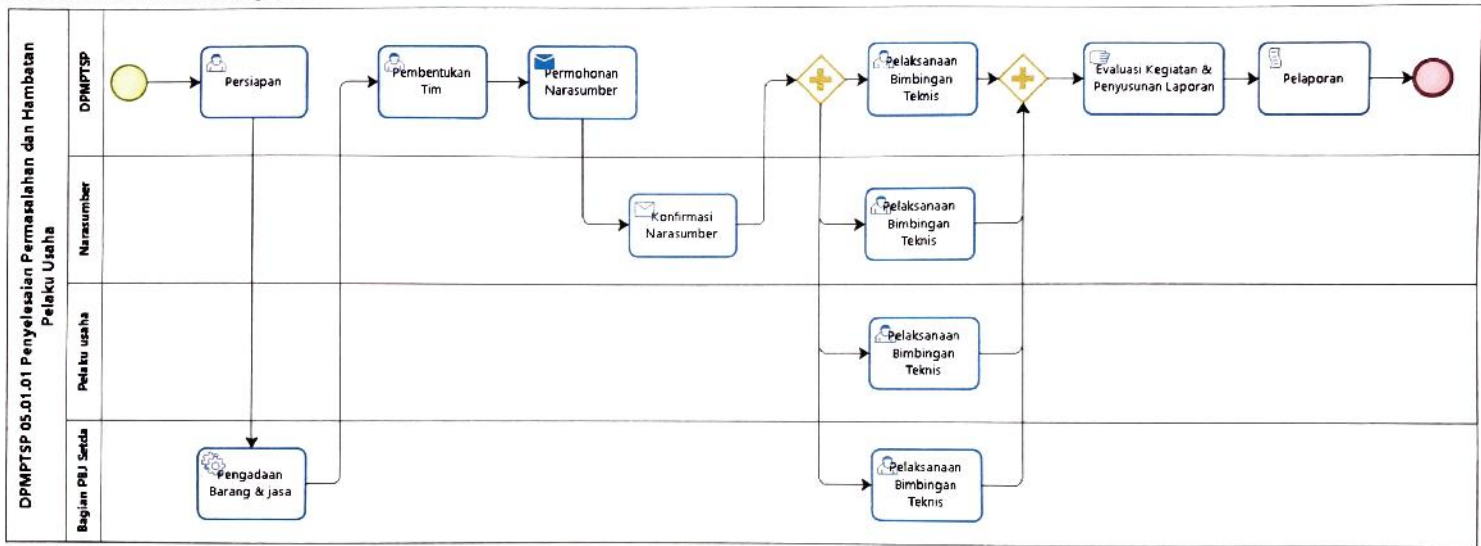 DPMPTSP 05.01.01 Penyelesaian Permasalahan dan Hambatan
Pelaku Usaha
DPMPTSP
Persiapan
Pembentukan
Tim
Permohonan
Narasumber
Pelaksanaan
Bimbingan
Teknis
Evaluasi Kegiatan &
Penyusunan Laporan
Pelaporan
Narasumber
Konfirmasi
Narasumber
Pelaksanaan
Bimbingan
Teknis
Pelaku usaha
Pelaksanaan
Bimbingan
Teknis
Bagian PBJ Setda
Pengadaan
Barang & jasa
Pelaksanaan
Bimbingan
Teknis